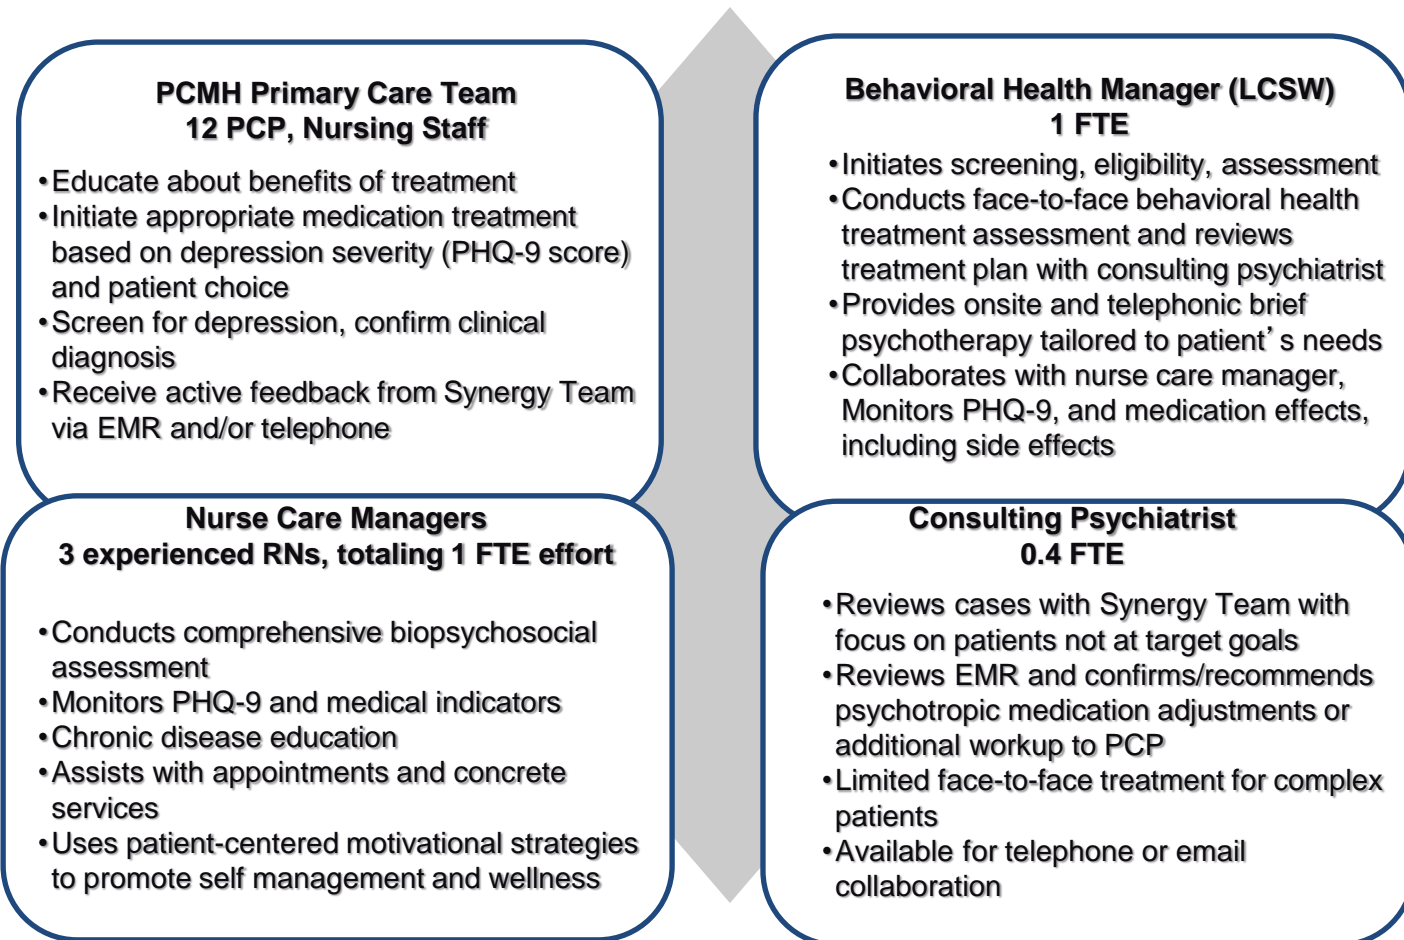 PCMH Primary Care Team
12 PCP, Nursing Staff
•Educate about benefits of treatment
•Initiate appropriate medication treatment
based on depression severity (PHQ-9 score)
and patient choice
•Screen for depression, confirm clinical
diagnosis
•Receive active feedback from Synergy Team
via EMR and/or telephone
Behavioral Health Manager (LCSW)
1 FTE
•Initiates screening, eligibility, assessment
•Conducts face-to-face behavioral health
treatment assessment and reviews
treatment plan with consulting psychiatrist
•Provides onsite and telephonic brief
psychotherapy tailored to patient’s needs
•Collaborates with nurse care manager,
Monitors PHQ-9, and medication effects,
including side effects
Nurse Care Managers
3 experienced RNs, totaling 1 FTE effort
•Conducts comprehensive biopsychosocial
assessment
•Monitors PHQ-9 and medical indicators
•Chronic disease education
•Assists with appointments and concrete
services
•Uses patient-centered motivational strategies
to promote self management and wellness
Consulting Psychiatrist
0.4 FTE
•Reviews cases with Synergy Team with
focus on patients not at target goals
•Reviews EMR and confirms/recommends
psychotropic medication adjustments or
additional workup to PCP
•Limited face-to-face treatment for complex
patients
•Available for telephone or email
collaboration